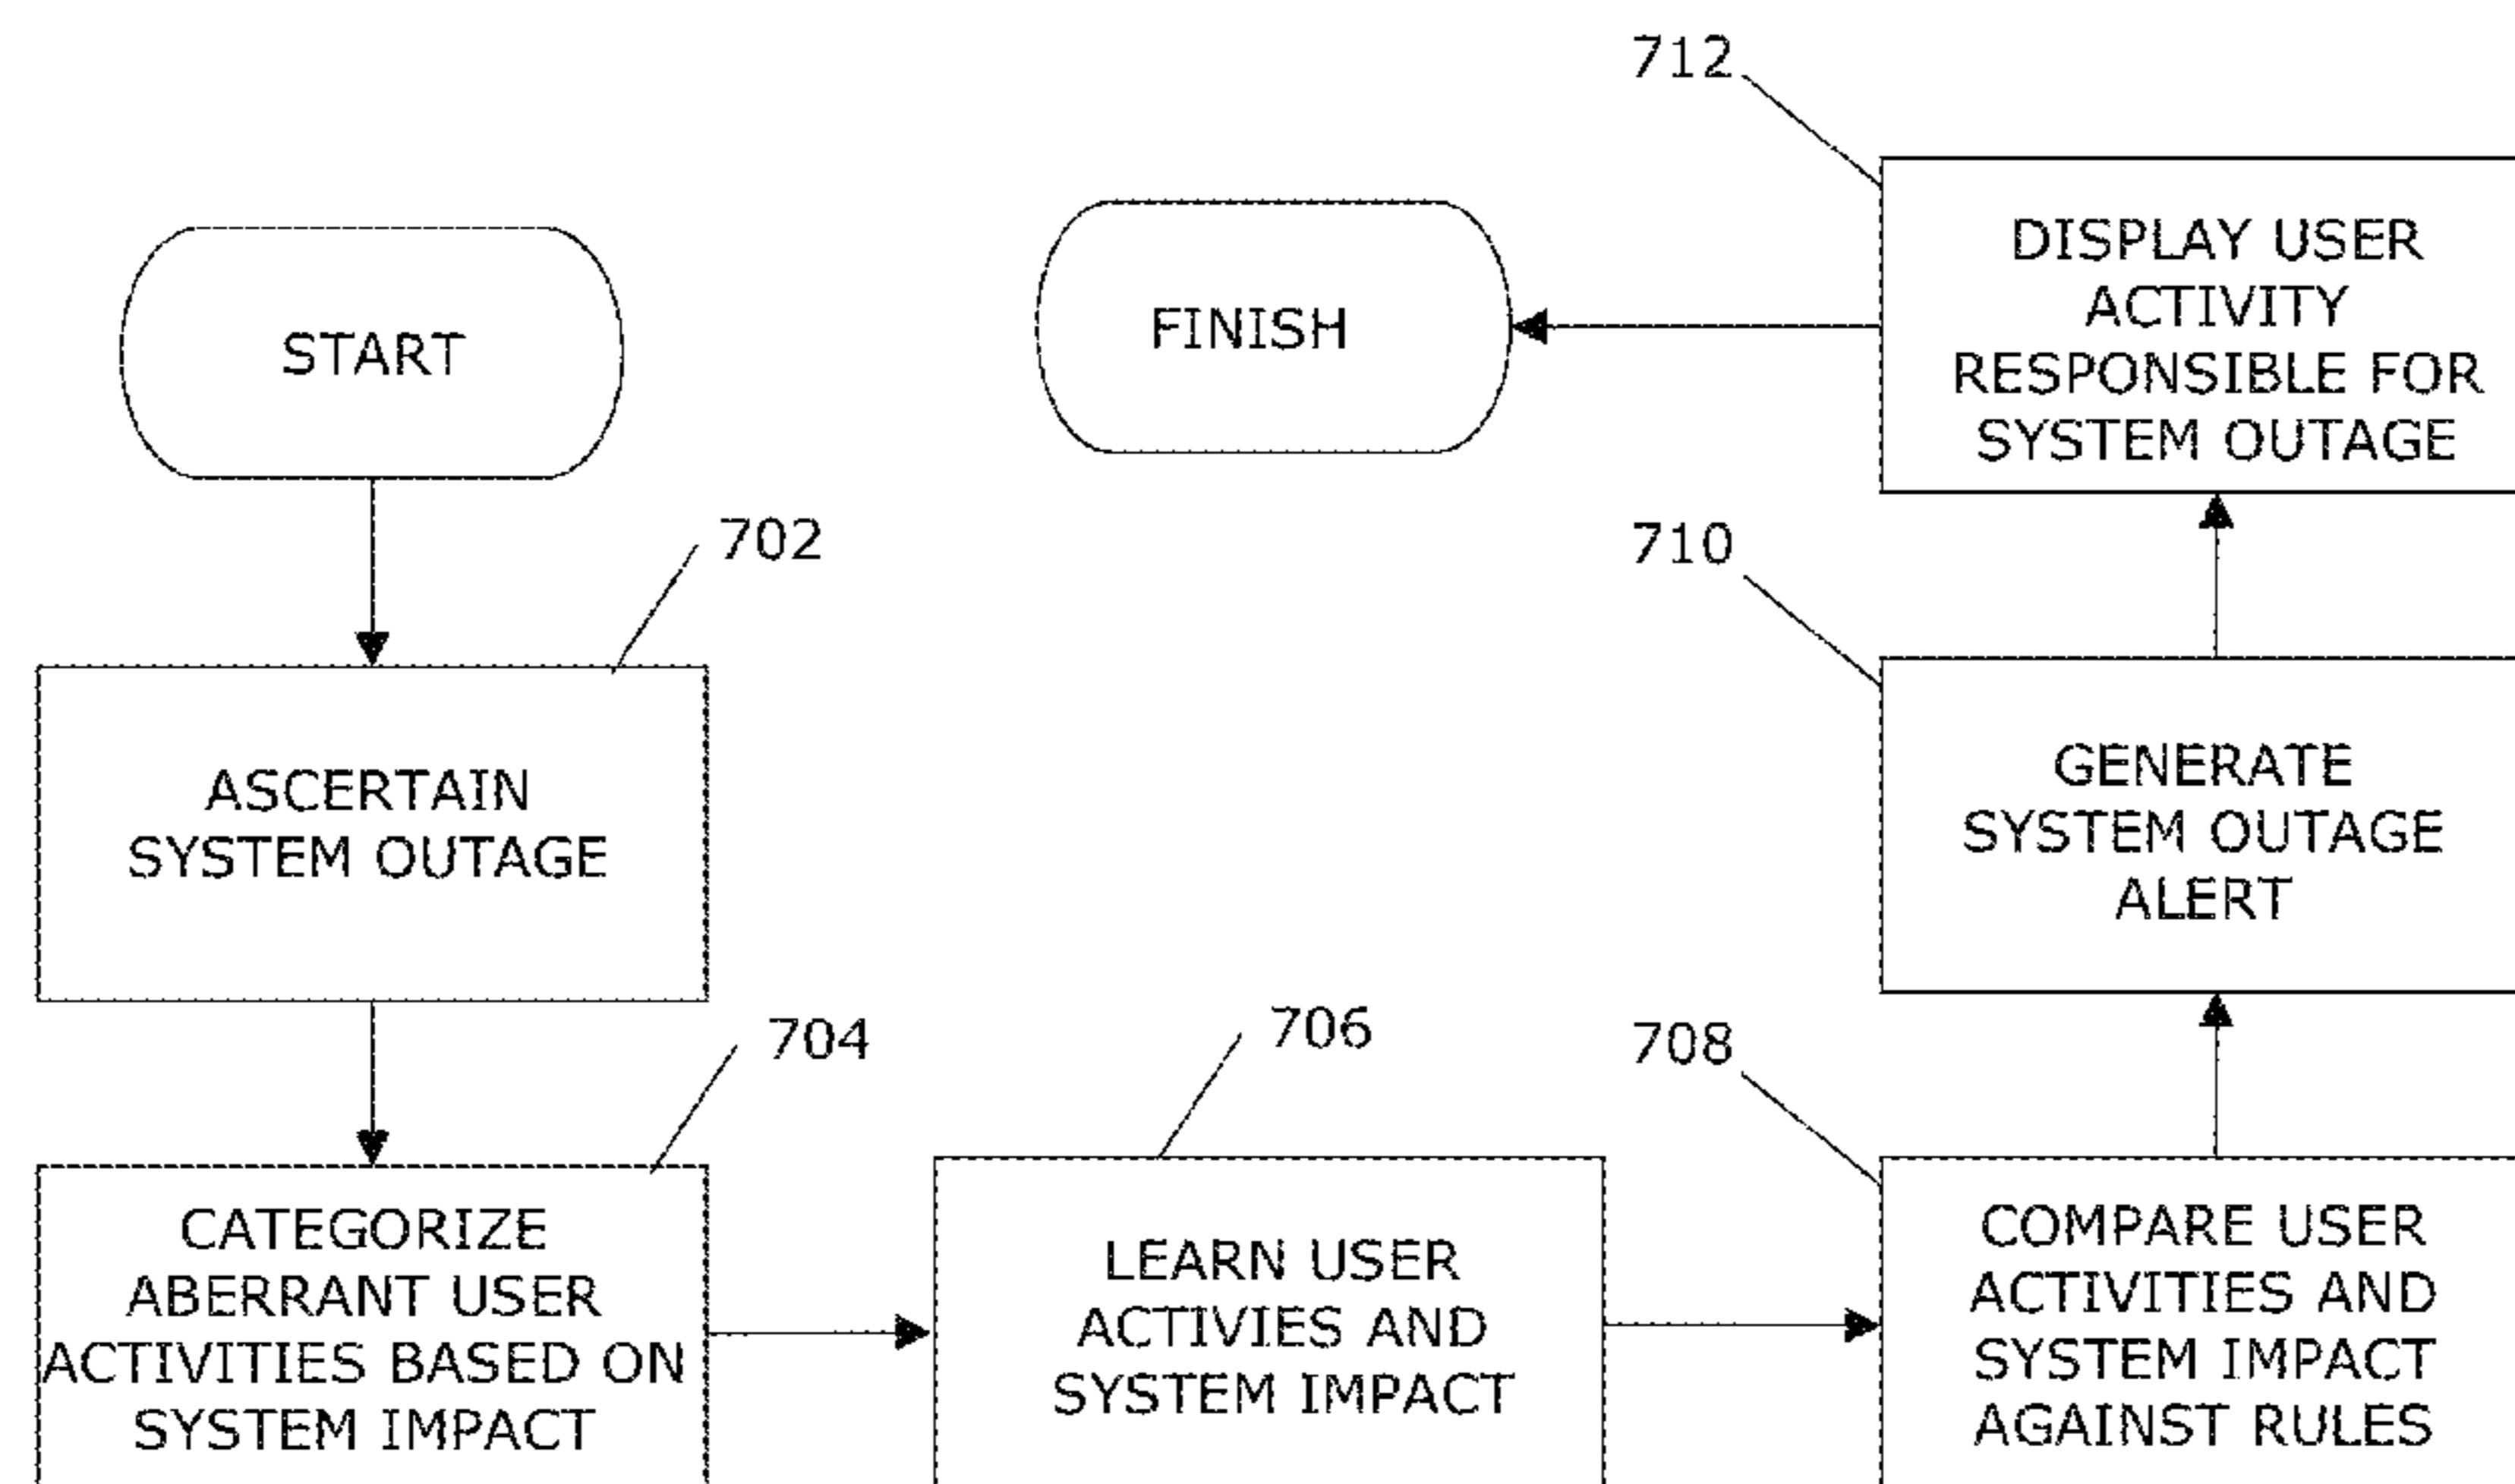 START
702
ASCERTAIN
SYSTEM OUTAGE
704
CATEGORIZE
ABERRANT USER
ACTIVITIES BASED ON
SYSTEM IMPACT
706
LEARN USER
ACTIVIES AND
SYSTEM IMPACT
708
COMPARE USER
ACTIVITIES AND
SYSTEM IMPACT
AGAINST RULES
710
GENERATE
SYSTEM OUTAGE
ALERT
712
DISPLAY USER
ACTIVITY
RESPONSIBLE FOR
SYSTEM OUTAGE
FINISH